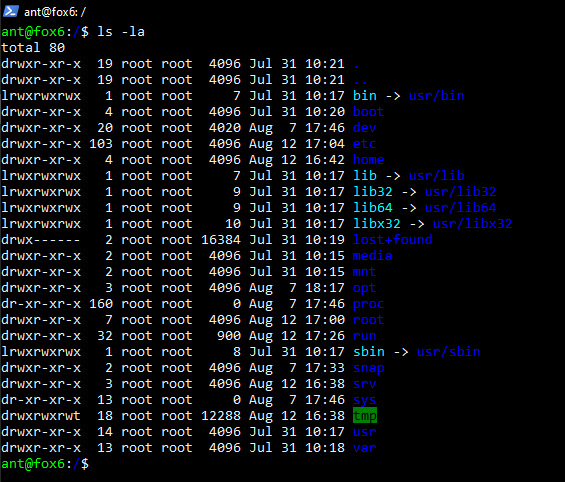 ant@fox6: /
ant@fox6:/$ ls -la
total 80
drwxr-xr-x  19 root root  4096 Jul 31 10:21 .
drwxr-xr-x  19 root root  4096 Jul 31 10:21 ..
lrwxrwxrwx   1 root root     7 Jul 31 10:17 bin -> usr/bin
drwxr-xr-x   4 root root  4096 Jul 31 10:20 boot
drwxr-xr-x  20 root root  4020 Aug  7 17:46 dev
drwxr-xr-x 103 root root  4096 Aug 12 17:04 etc
drwxr-xr-x   4 root root  4096 Aug 12 16:42 home
lrwxrwxrwx   1 root root     7 Jul 31 10:17 lib -> usr/lib
lrwxrwxrwx   1 root root     9 Jul 31 10:17 lib32 -> usr/lib32
lrwxrwxrwx   1 root root     9 Jul 31 10:17 lib64 -> usr/lib64
lrwxrwxrwx   1 root root    10 Jul 31 10:17 libx32 -> usr/libx32
drwx------   2 root root 16384 Jul 31 10:19 lost+found
drwxr-xr-x   2 root root  4096 Jul 31 10:15 media
drwxr-xr-x   2 root root  4096 Jul 31 10:15 mnt
drwxr-xr-x   3 root root  4096 Aug  7 18:17 opt
dr-xr-xr-x 160 root root     0 Aug  7 17:46 proc
drwxr-xr-x   7 root root  4096 Aug 12 17:00 root
drwxr-xr-x  32 root root   900 Aug 12 17:26 run
lrwxrwxrwx   1 root root     8 Jul 31 10:17 sbin -> usr/sbin
drwxr-xr-x   2 root root  4096 Aug  7 17:33 snap
drwxr-xr-x   3 root root  4096 Aug 12 16:38 srv
dr-xr-xr-x  13 root root     0 Aug  7 17:46 sys
drwxrwxrwt  18 root root 12288 Aug 12 16:38 tmp
drwxr-xr-x  14 root root  4096 Jul 31 10:17 usr
drwxr-xr-x  13 root root  4096 Jul 31 10:18 var
ant@fox6:/$